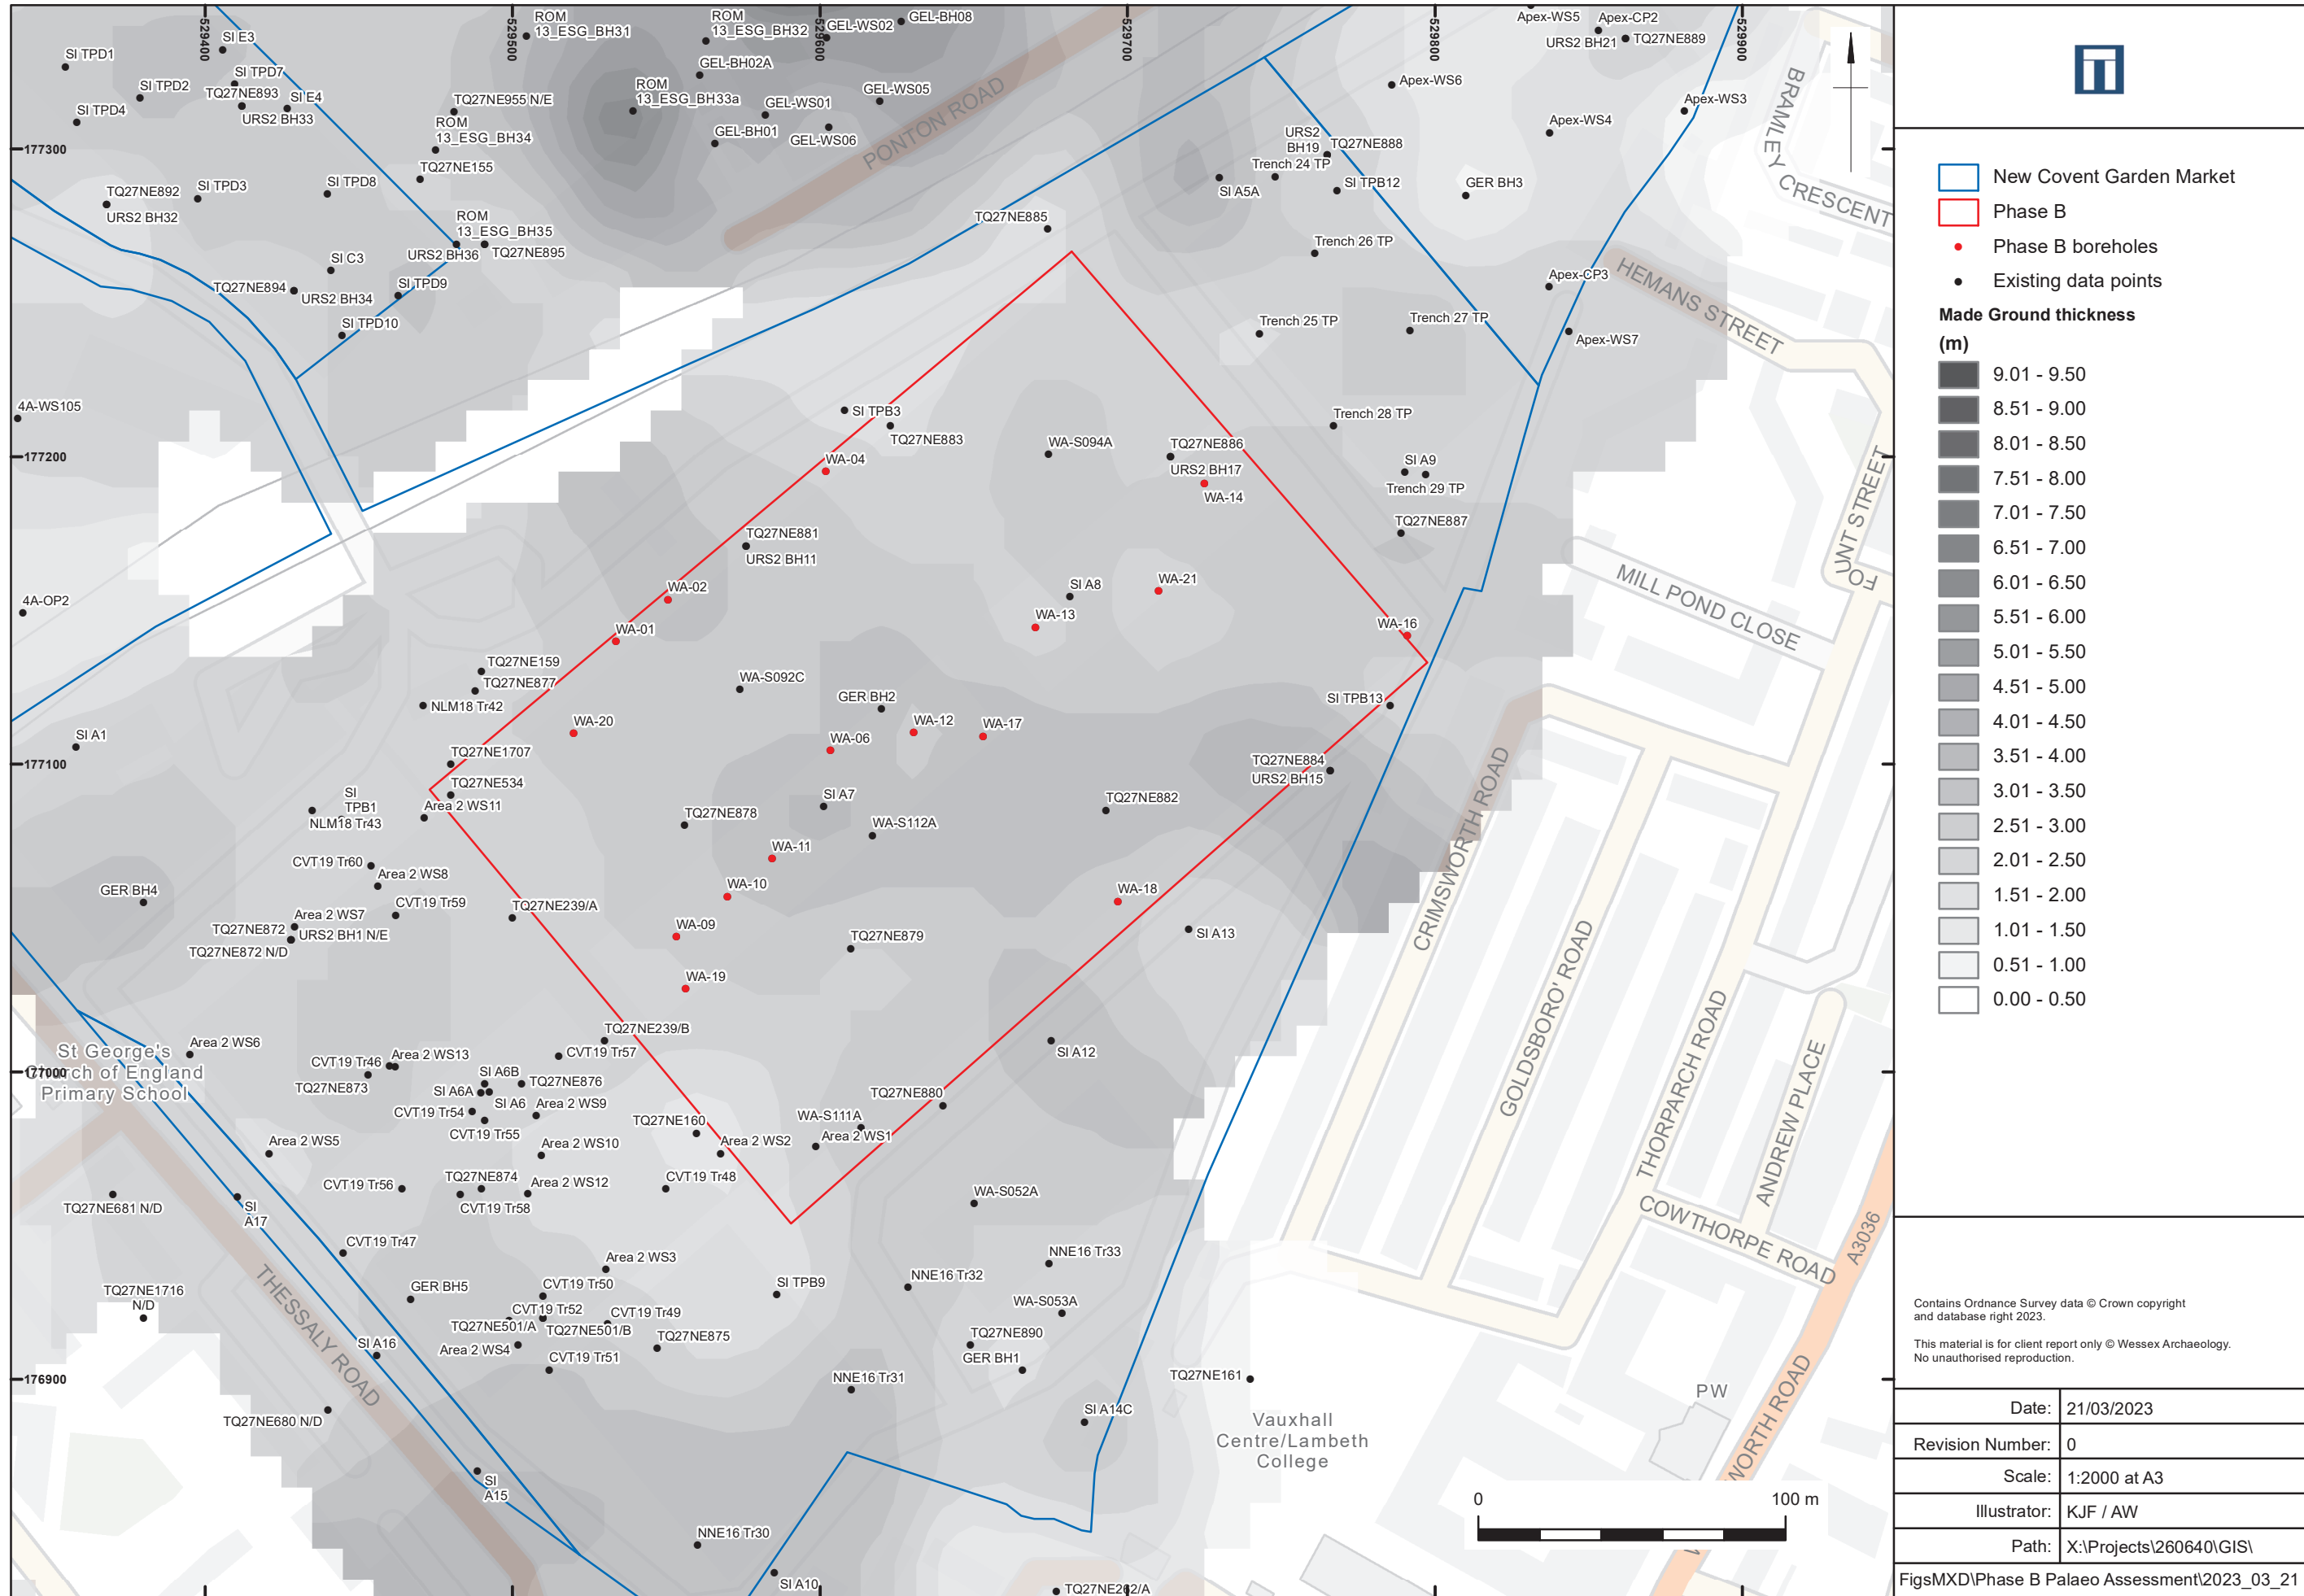 529400
529500
529600
529700
529800
529900
177300
177200
177100
177000
176900
SI TPD1
SI E3
SI TPD2
SI TPD7
TQ27NE893
SI E4
SI TPD4
URS2 BH33
ROM
13_ESG_BH31
ROM
13_ESG_BH32
GEL-WS02
GEL-BH08
GEL-BH02A
ROM
13_ESG_BH33a
GEL-WS01
GEL-WS05
GEL-BH01
GEL-WS06
TQ27NE955 N/E
ROM
13_ESG_BH34
TQ27NE155
SI TPD8
SI TPD3
TQ27NE892
URS2 BH32
ROM
13_ESG_BH35
URS2 BH36
TQ27NE895
SI C3
TQ27NE894
URS2 BH34
SI TPD9
SI TPD10
PONTON ROAD
Apex-WS5
Apex-CP2
URS2 BH21
TQ27NE889
Apex-WS6
Apex-WS3
Apex-WS4
URS2
BH19
TQ27NE888
Trench 24 TP
SI A5A
SI TPB12
GER BH3
TQ27NE885
Trench 26 TP
Apex-CP3
Trench 25 TP
Trench 27 TP
Apex-WS7
BRAMLEY
CRESCENT
HEMANS STREET
4A-WS105
4A-OP2
SI TPB3
TQ27NE883
WA-04
WA-S094A
TQ27NE886
URS2 BH17
WA-14
Trench 28 TP
SI A9
Trench 29 TP
TQ27NE887
TQ27NE881
URS2 BH11
WA-02
WA-01
SI A8
WA-21
WA-13
WA-16
MILL POND CLOSE
FOUNT STREET
TQ27NE159
TQ27NE877
NLM18 Tr42
WA-S092C
GER BH2
SI TPB13
SI A1
WA-20
WA-12
WA-17
WA-06
TQ27NE1707
TQ27NE534
TQ27NE884
URS2 BH15
SI
TPB1
NLM18 Tr43
Area 2 WS11
SI A7
TQ27NE882
TQ27NE878
WA-S112A
WA-11
CVT19 Tr60
Area 2 WS8
GER BH4
WA-10
WA-18
CVT19 Tr59
TQ27NE239/A
Area 2 WS7
TQ27NE872
URS2 BH1 N/E
TQ27NE872 N/D
WA-09
SI A13
TQ27NE879
WA-19
CRIMSWORTH ROAD
GOLDSBORO' ROAD
THORPARCH ROAD
ANDREW PLACE
COWTHORPE ROAD
A3036
St George's
Church of England
Primary School
Area 2 WS6
CVT19 Tr46
Area 2 WS13
TQ27NE873
TQ27NE239/B
CVT19 Tr57
SI A6B
TQ27NE876
SI A6A
SI A6
Area 2 WS9
CVT19 Tr54
CVT19 Tr55
SI A12
TQ27NE880
WA-S111A
Area 2 WS1
TQ27NE160
Area 2 WS2
Area 2 WS5
Area 2 WS10
CVT19 Tr56
TQ27NE874
CVT19 Tr58
Area 2 WS12
CVT19 Tr48
TQ27NE681 N/D
SI
A17
WA-S052A
CVT19 Tr47
Area 2 WS3
NNE16 Tr33
NNE16 Tr32
SI TPB9
TQ27NE1716
N/D
GER BH5
CVT19 Tr50
CVT19 Tr52
CVT19 Tr49
WA-S053A
TQ27NE501/A
TQ27NE501/B
TQ27NE875
TQ27NE890
SI A16
Area 2 WS4
CVT19 Tr51
GER BH1
NNE16 Tr31
TQ27NE161
TQ27NE680 N/D
THESSALY ROAD
SI A14C
Vauxhall
Centre/Lambeth
College
PW
WORTH ROAD
SI
A15
NNE16 Tr30
SI A10
TQ27NE262/A
0 100 m
New Covent Garden Market
Phase B
Phase B boreholes
Existing data points
Made Ground thickness
(m)
9.01 - 9.50
8.51 - 9.00
8.01 - 8.50
7.51 - 8.00
7.01 - 7.50
6.51 - 7.00
6.01 - 6.50
5.51 - 6.00
5.01 - 5.50
4.51 - 5.00
4.01 - 4.50
3.51 - 4.00
3.01 - 3.50
2.51 - 3.00
2.01 - 2.50
1.51 - 2.00
1.01 - 1.50
0.51 - 1.00
0.00 - 0.50
Contains Ordnance Survey data © Crown copyright
and database right 2023.
This material is for client report only © Wessex Archaeology.
No unauthorised reproduction.
Date: 21/03/2023
Revision Number: 0
Scale: 1:2000 at A3
Illustrator: KJF / AW
Path: X:\Projects\260640\GIS\
FigsMXD\Phase B Palaeo Assessment\2023_03_21